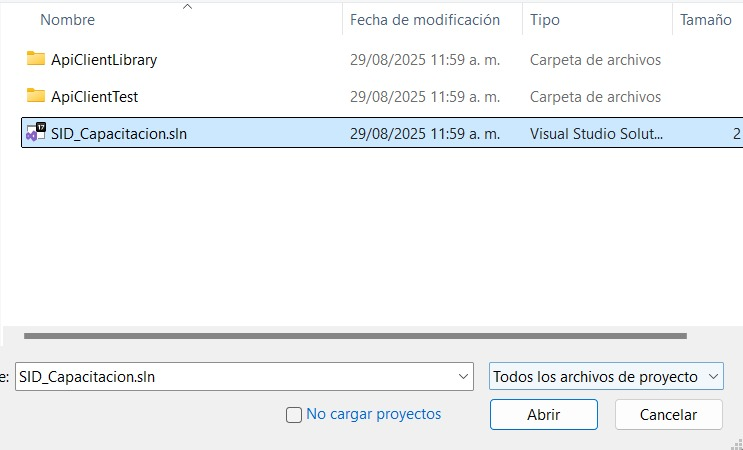 Nombre Fecha de modificación Tipo Tamaño
ApiClientLibrary 29/08/2025 11:59 a. m. Carpeta de archivos
ApiClientTest 29/08/2025 11:59 a. m. Carpeta de archivos
SID_Capacitacion.sln 29/08/2025 11:59 a. m. Visual Studio Solut... 2
e: SID_Capacitacion.sln Todos los archivos de proyecto
No cargar proyectos Abrir Cancelar